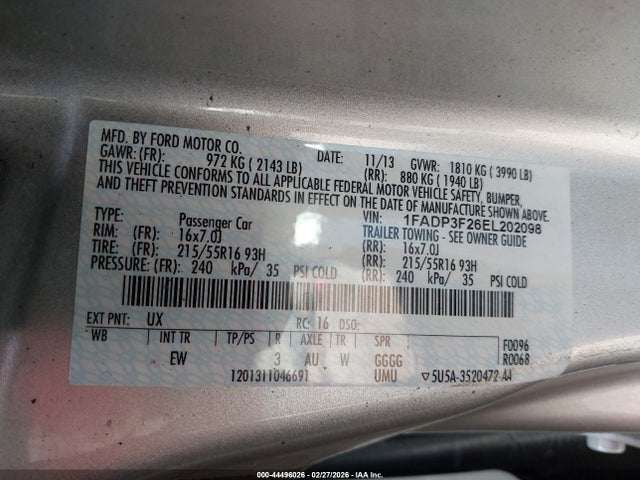 MFD. BY FORD MOTOR CO.
DATE: 11/13 GVWR: 1810 KG ( 3990 LB)
GAWR: (FR): 972 KG ( 2143 LB) (RR): 880 KG ( 1940 LB)
THIS VEHICLE CONFORMS TO ALL APPLICABLE FEDERAL MOTOR VEHICLE SAFETY, BUMPER,
AND THEFT PREVENTION STANDARDS IN EFFECT ON THE DATE OF MANUFACTURE SHOWN ABOVE.
VIN: 1FADP3F26EL202098
TYPE: Passenger Car TRAILER TOWING - SEE OWNER GUIDE
RIM: (FR): 16x7.0J (RR): 16x7.0J
TIRE: (FR): 215/55R16 93H (RR): 215/55R16 93H
PRESSURE: (FR): 240 kPa/ 35 PSI COLD (RR): 240 kPa/ 35 PSI COLD
EXT PNT: UX RC: 16 DSO:
WB INT TR TP/PS R AXLE TR SPR F0096
EW 3 AU W GGGG R0068
1201311046691 UMU ▽5U5A-3520472-AA
000-44496026 - 02/27/2026 - IAA Inc.